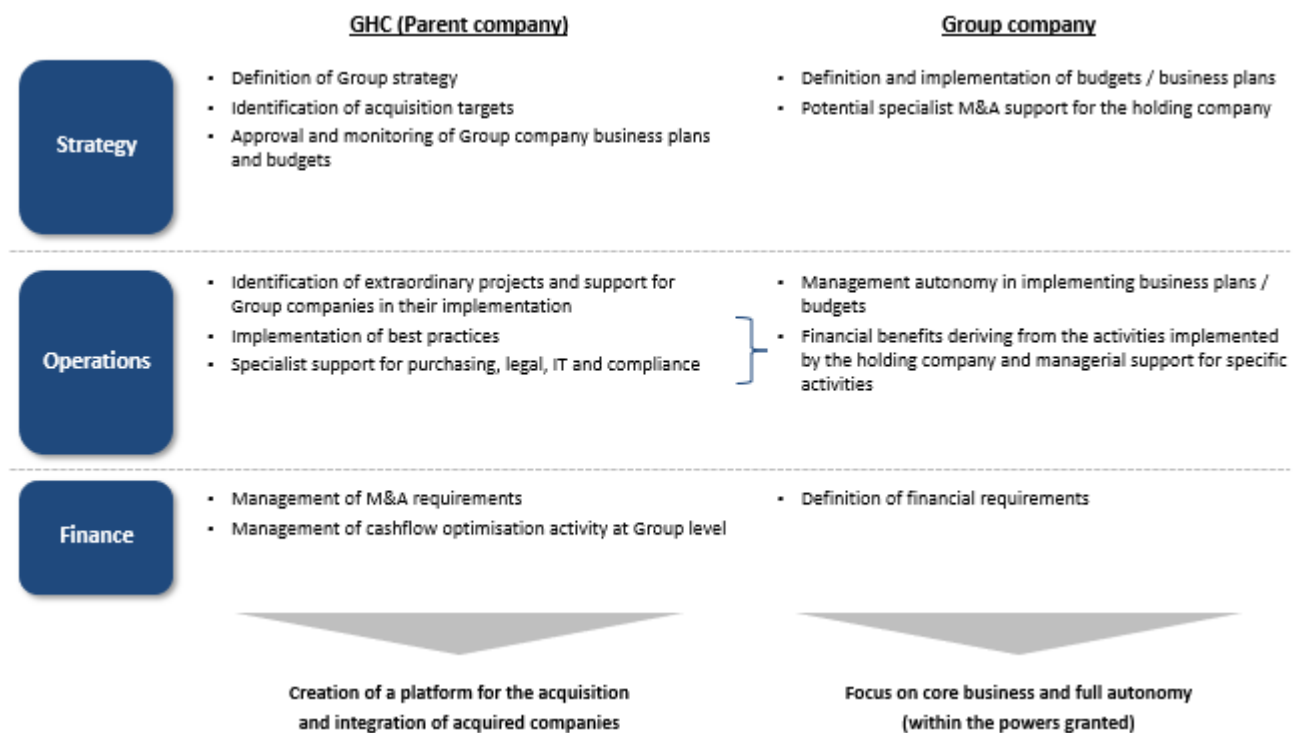 GHC (Parent company)
Group company
Strategy
▪ Definition of Group strategy
▪ Identification of acquisition targets
▪ Approval and monitoring of Group company business plans
and budgets
▪ Definition and implementation of budgets / business plans
▪ Potential specialist M&A support for the holding company
Operations
▪ Identification of extraordinary projects and support for
Group companies in their implementation
▪ Implementation of best practices
▪ Specialist support for purchasing, legal, IT and compliance
▪ Management autonomy in implementing business plans /
budgets
▪ Financial benefits deriving from the activities implemented
by the holding company and managerial support for specific
activities
Finance
▪ Management of M&A requirements
▪ Management of cashflow optimisation activity at Group level
▪ Definition of financial requirements
Creation of a platform for the acquisition
and integration of acquired companies
Focus on core business and full autonomy
(within the powers granted)